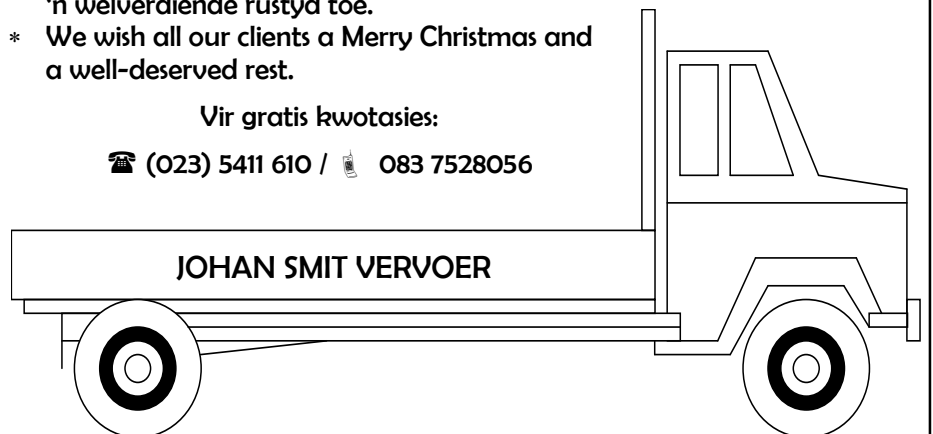 'n welverdiende rustyd toe.
* We wish all our clients a Merry Christmas and
a well-deserved rest.
Vir gratis kwotasies:
☎ (023) 5411 610 / 📱 083 7528056
JOHAN SMIT VERVOER